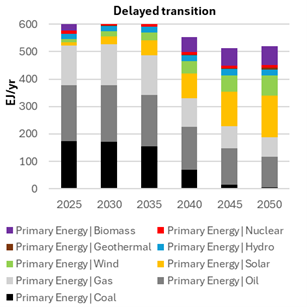 Delayed transition
EJ/yr
600
500
400
300
200
100
0
2025 2030 2035 2040 2045 2050
Primary Energy|Biomass Primary Energy|Nuclear
Primary Energy|Geothermal Primary Energy|Hydro
Primary Energy|Wind Primary Energy|Solar
Primary Energy|Gas Primary Energy|Oil
Primary Energy|Coal